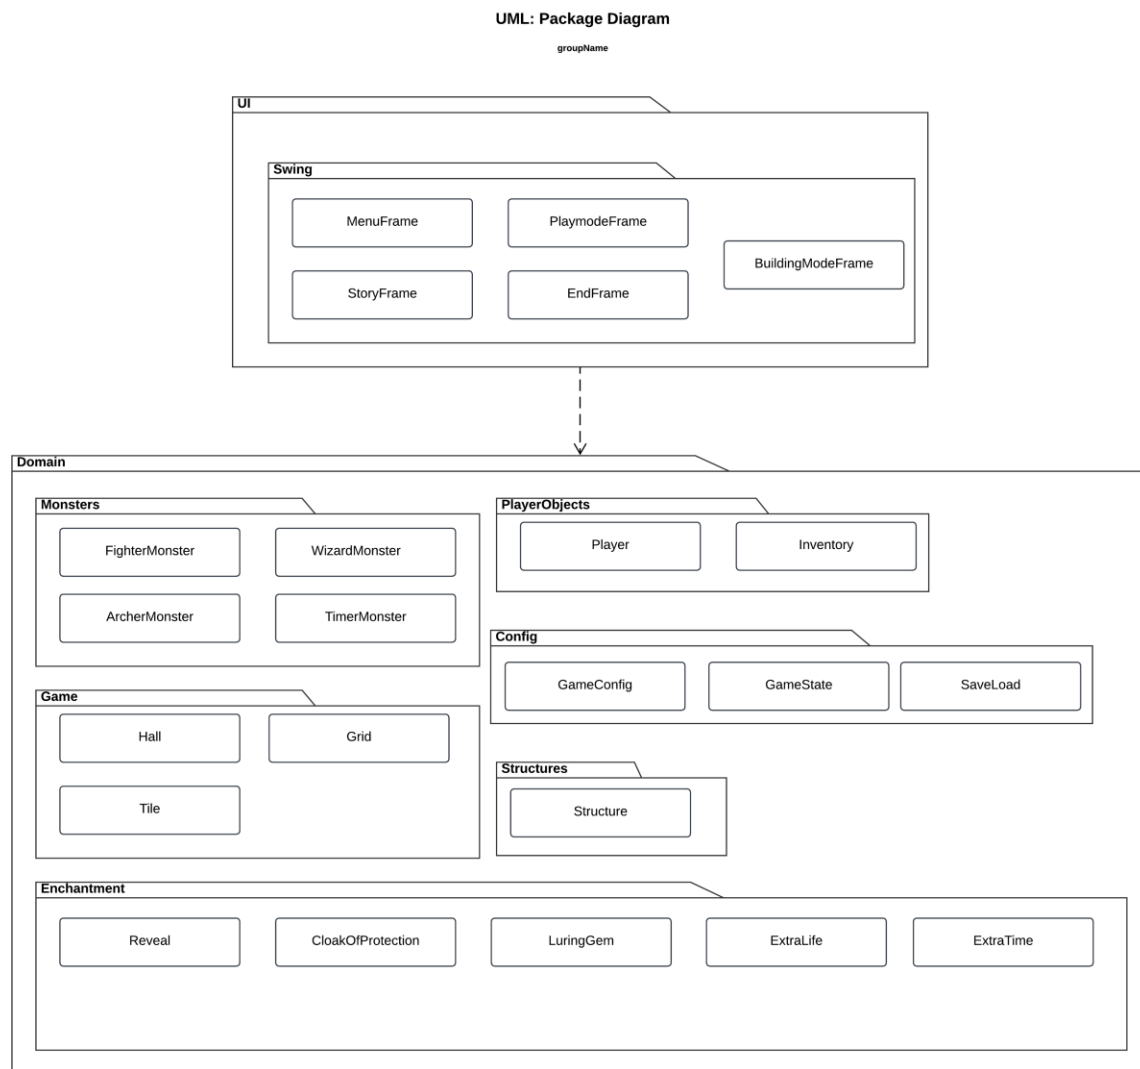 UML: Package Diagram
groupName
UI
Swing
MenuFrame
PlaymodeFrame
BuildingModeFrame
StoryFrame
EndFrame
Domain
Monsters
FighterMonster
WizardMonster
ArcherMonster
TimerMonster
PlayerObjects
Player
Inventory
Config
GameConfig
GameState
SaveLoad
Game
Hall
Grid
Tile
Structures
Structure
Enchantment
Reveal
CloakOfProtection
LuringGem
ExtraLife
ExtraTime